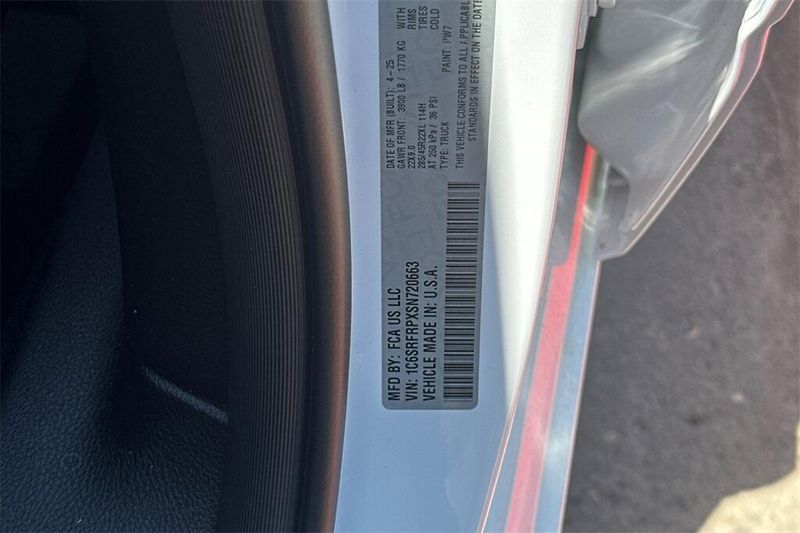 MFD BY: FCA US LLC
VIN: 1C6SRFRPXSN720663
VEHICLE MADE IN: U.S.A.
DATE OF MFR (BUILT): 4-25
GAWR FRONT: 3900 LB / 1770 KG WITH
22X9.0 RIMS
285/45R22XL 114H TIRES
AT 250 kPa / 36 PSI COLD
TYPE: TRUCK PAINT: PW7
THIS VEHICLE CONFORMS TO ALL APPLICABLE
STANDARDS IN EFFECT ON THE DATE